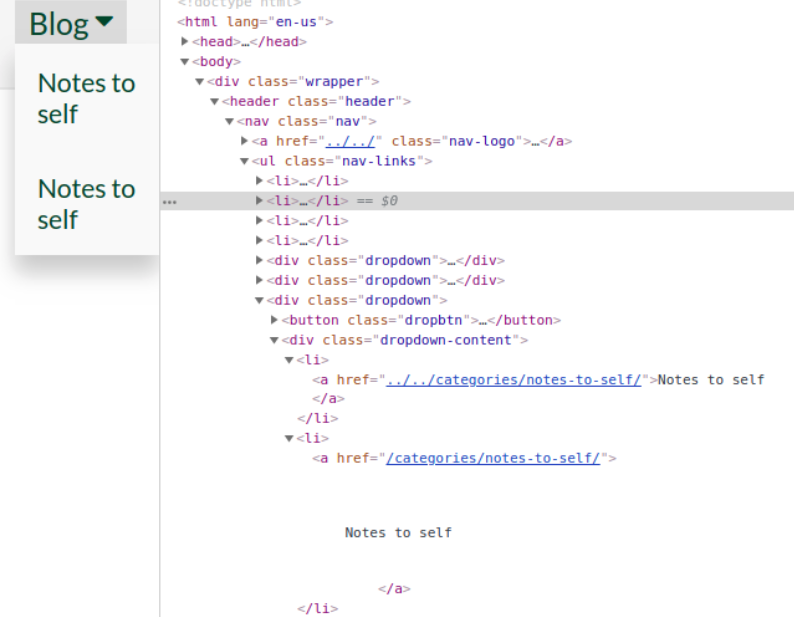 Blog
Notes to
self
Notes to
self
<!doctype html>
<html lang="en-us">
<head>…</head>
<body>
<div class="wrapper">
<header class="header">
<nav class="nav">
<a href="../../" class="nav-logo">…</a>
<ul class="nav-links">
<li>…</li>
<li>…</li> == $0
<li>…</li>
<li>…</li>
<div class="dropdown">…</div>
<div class="dropdown">…</div>
<div class="dropdown">
<button class="dropbtn">…</button>
<div class="dropdown-content">
<li>
<a href="../../categories/notes-to-self/">Notes to self
</a>
</li>
<li>
<a href="/categories/notes-to-self/">
Notes to self
</a>
</li>